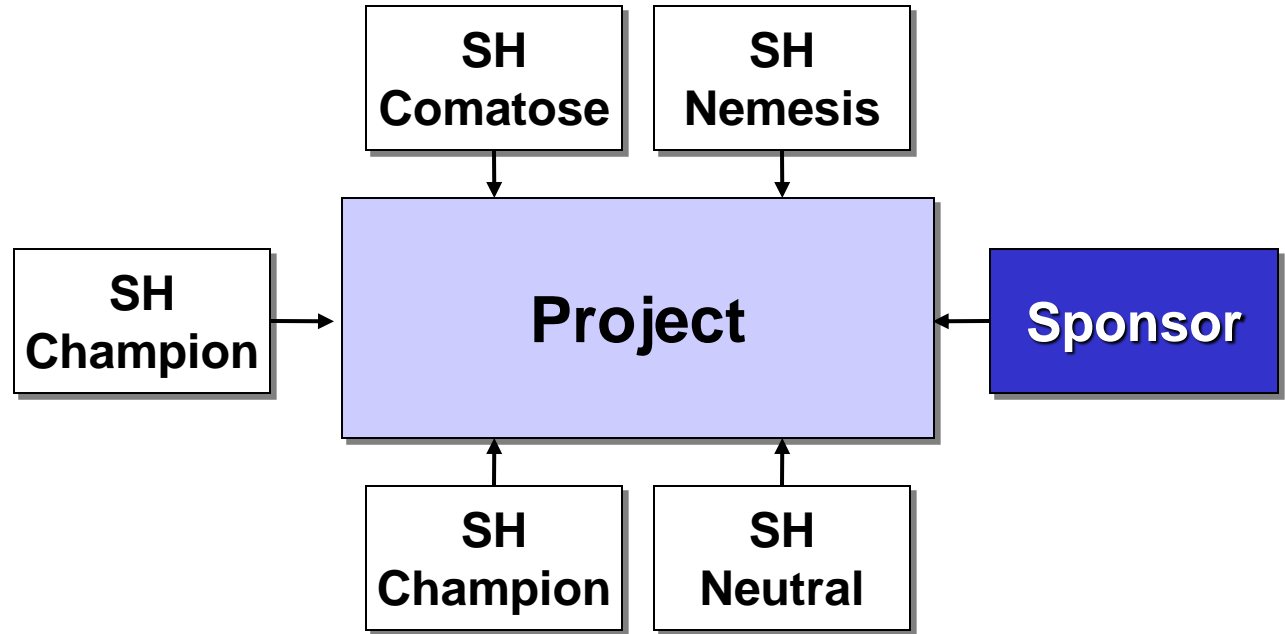 SH
Comatose
SH
Nemesis
SH
Champion
Project
Sponsor
SH
Champion
SH
Neutral